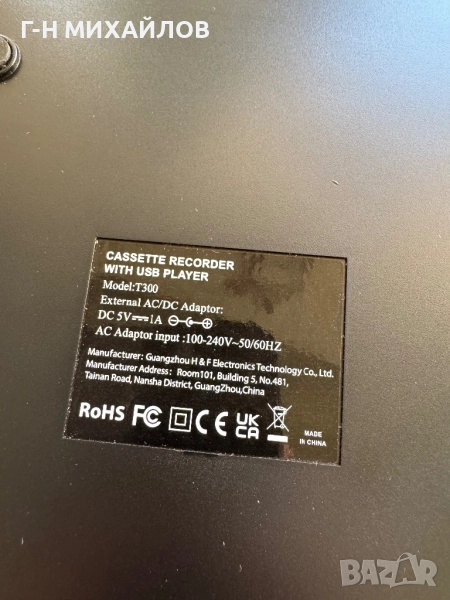 Г-Н МИХАЙЛОВ
CASSETTE RECORDER
WITH USB PLAYER
Model:T300
External AC/DC Adaptor:
DC 5V⎓1A
AC Adaptor input :100-240V~50/60HZ
Manufacturer: Guangzhou H & F Electronics Technology Co., Ltd.
Manufacturer Address : Room101, Building 5, No.481,
Tainan Road, Nansha District, GuangZhou,China
RoHS FC CE UK CA
MADE
IN CHINA
BAZAR